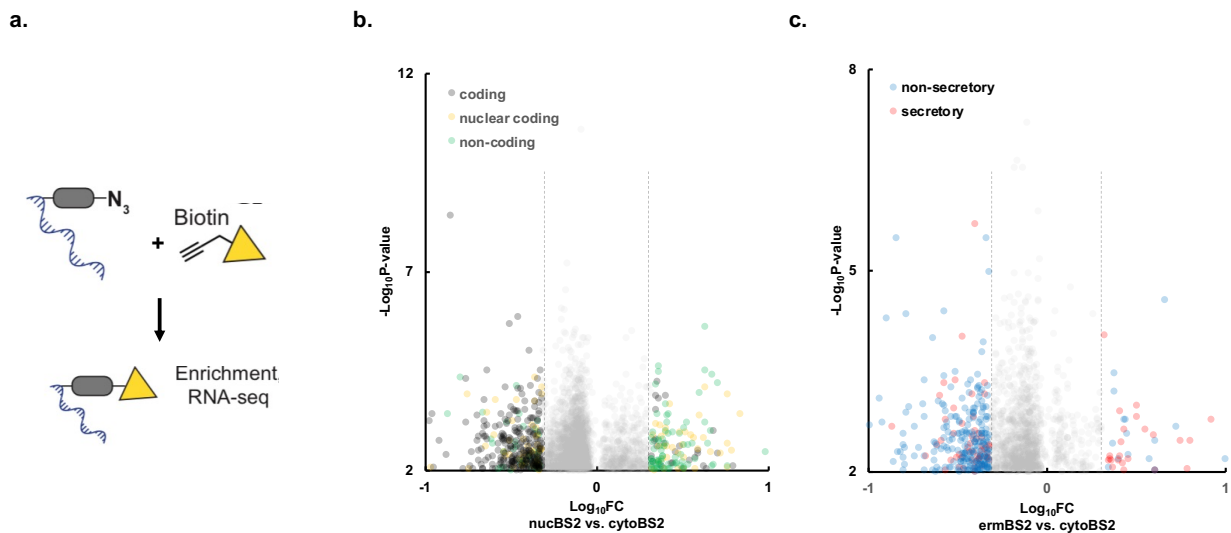 a.
N3
+
Biotin
Enrichment,
RNA-seq
b.
12
7
2
-Log10P-value
coding
nuclear coding
non-coding
-1
0
1
Log10FC
nucBS2 vs. cytoBS2
c.
8
5
2
-Log10P-value
non-secretory
secretory
-1
0
1
Log10FC
ermBS2 vs. cytoBS2